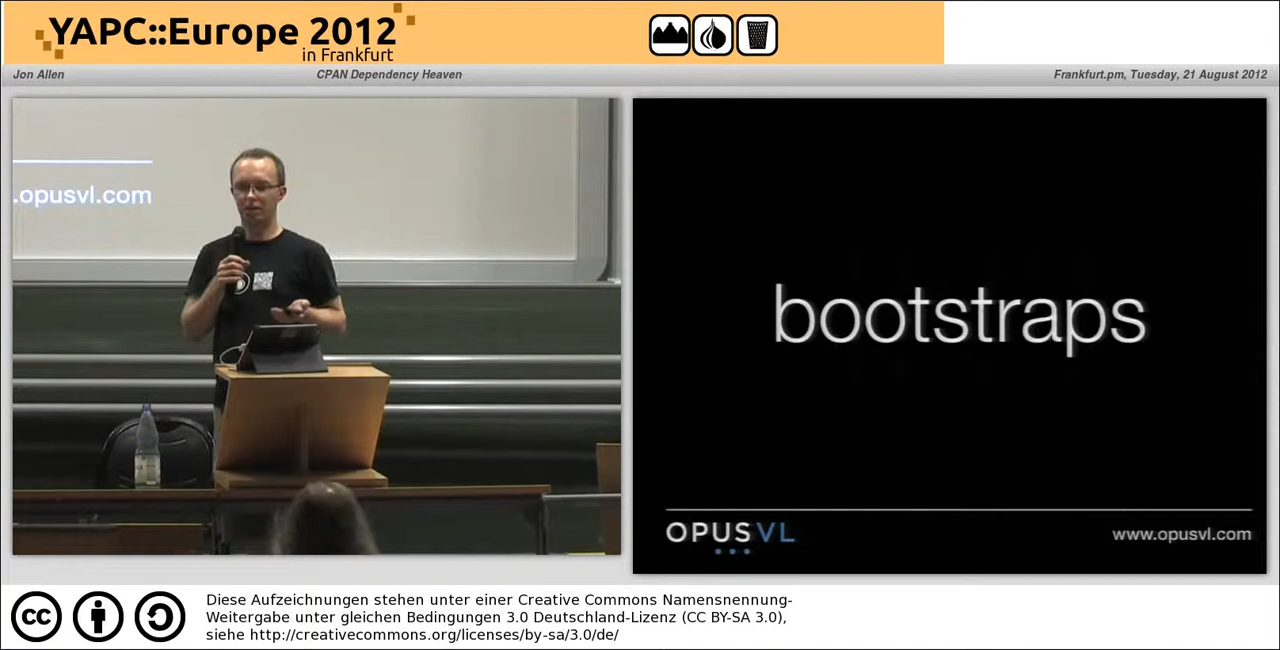 YAPC::Europe 2012
in Frankfurt
Jon Allen
CPAN Dependency Heaven
Frankfurt.pm, Tuesday, 21 August 2012
.opusvl.com
bootstraps
OPUSVL
www.opusvl.com
cc
Diese Aufzeichnungen stehen unter einer Creative Commons Namensnennung-
Weitergabe unter gleichen Bedingungen 3.0 Deutschland-Lizenz (CC BY-SA 3.0),
siehe http://creativecommons.org/licenses/by-sa/3.0/de/